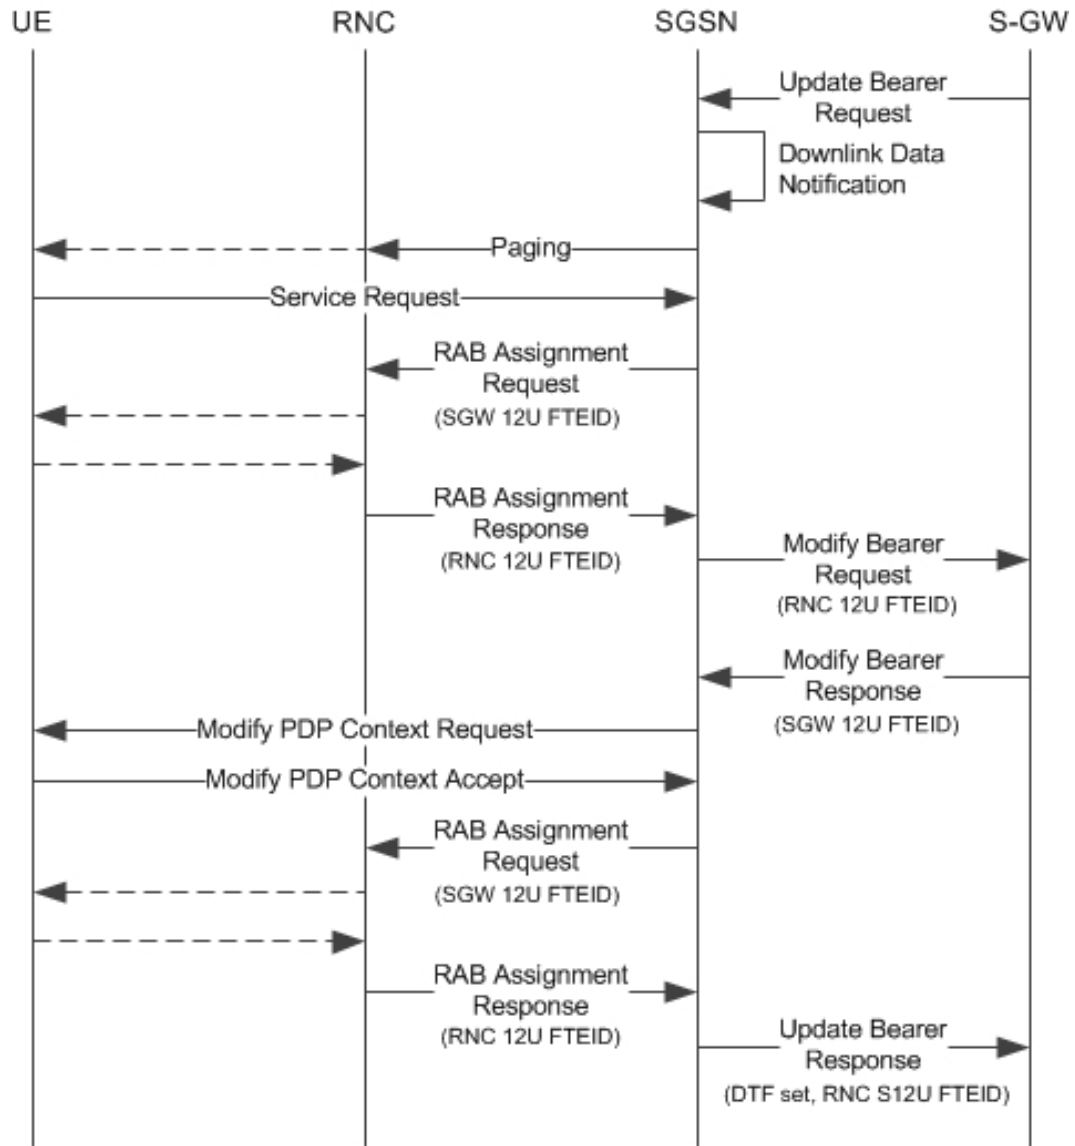 UE RNC SGSN S-GW
Update Bearer
Request
Downlink Data
Notification
Paging
Service Request
RAB Assignment
Request
(SGW 12U FTEID)
RAB Assignment
Response
(RNC 12U FTEID)
Modify Bearer
Request
(RNC 12U FTEID)
Modify Bearer
Response
(SGW 12U FTEID)
Modify PDP Context Request
Modify PDP Context Accept
RAB Assignment
Request
(SGW 12U FTEID)
RAB Assignment
Response
(RNC 12U FTEID)
Update Bearer
Response
(DTF set, RNC S12U FTEID)